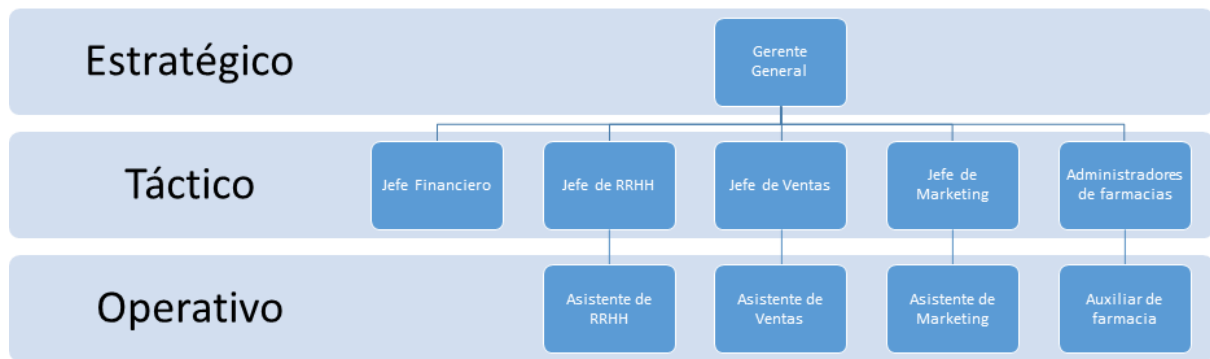 Estratégico
Gerente
General
Táctico
Jefe Financiero
Jefe de RRHH
Jefe de Ventas
Jefe de
Marketing
Administradores
de farmacias
Operativo
Asistente de
RRHH
Asistente de
Ventas
Asistente de
Marketing
Auxiliar de
farmacia